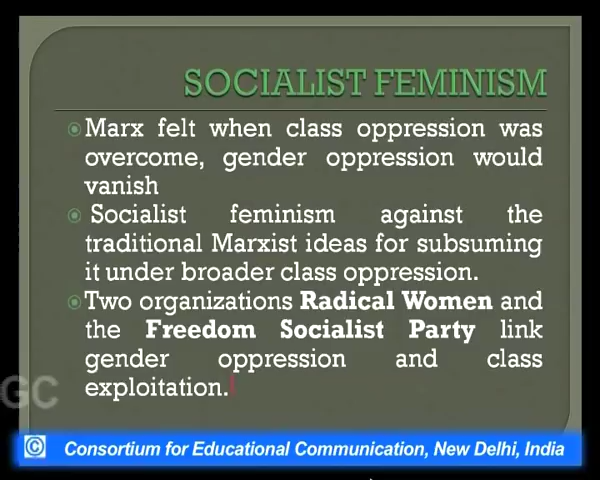 SOCIALIST FEMINISM
Marx felt when class oppression was
overcome, gender oppression would
vanish
Socialist feminism against the
traditional Marxist ideas for subsuming
it under broader class oppression.
Two organizations Radical Women and
the Freedom Socialist Party link
gender oppression and class
exploitation.
GC
© Consortium for Educational Communication, New Delhi, India